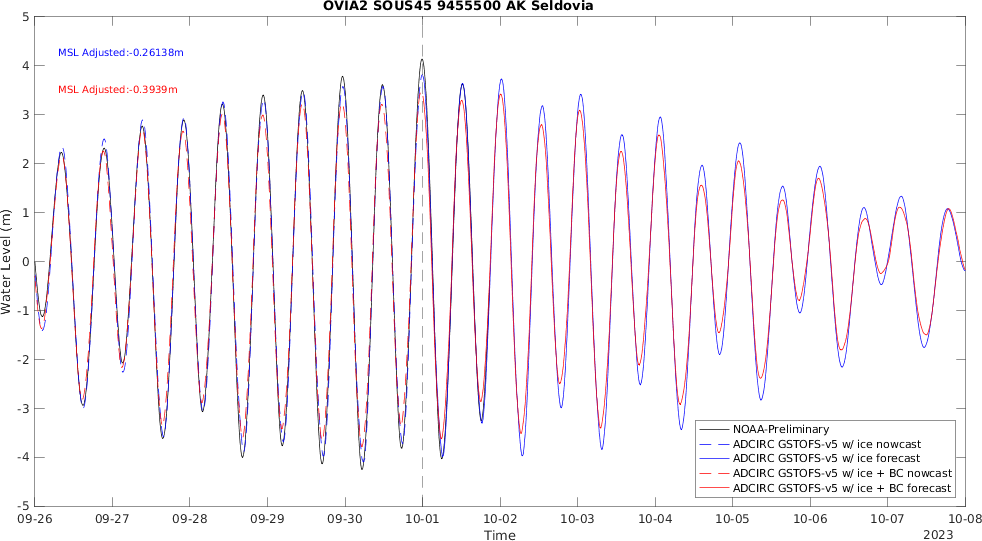 OVIA2 SOUS45 9455500 AK Seldovia
MSL Adjusted:-0.26138m
MSL Adjusted:-0.3939m
Water Level (m)
5
4
3
2
1
0
-1
-2
-3
-4
-5
NOAA-Preliminary
ADCIRC GSTOFS-v5 w/ ice nowcast
ADCIRC GSTOFS-v5 w/ ice forecast
ADCIRC GSTOFS-v5 w/ ice + BC nowcast
ADCIRC GSTOFS-v5 w/ ice + BC forecast
09-26 09-27 09-28 09-29 09-30 10-01 10-02 10-03 10-04 10-05 10-06 10-07 10-08
Time
2023